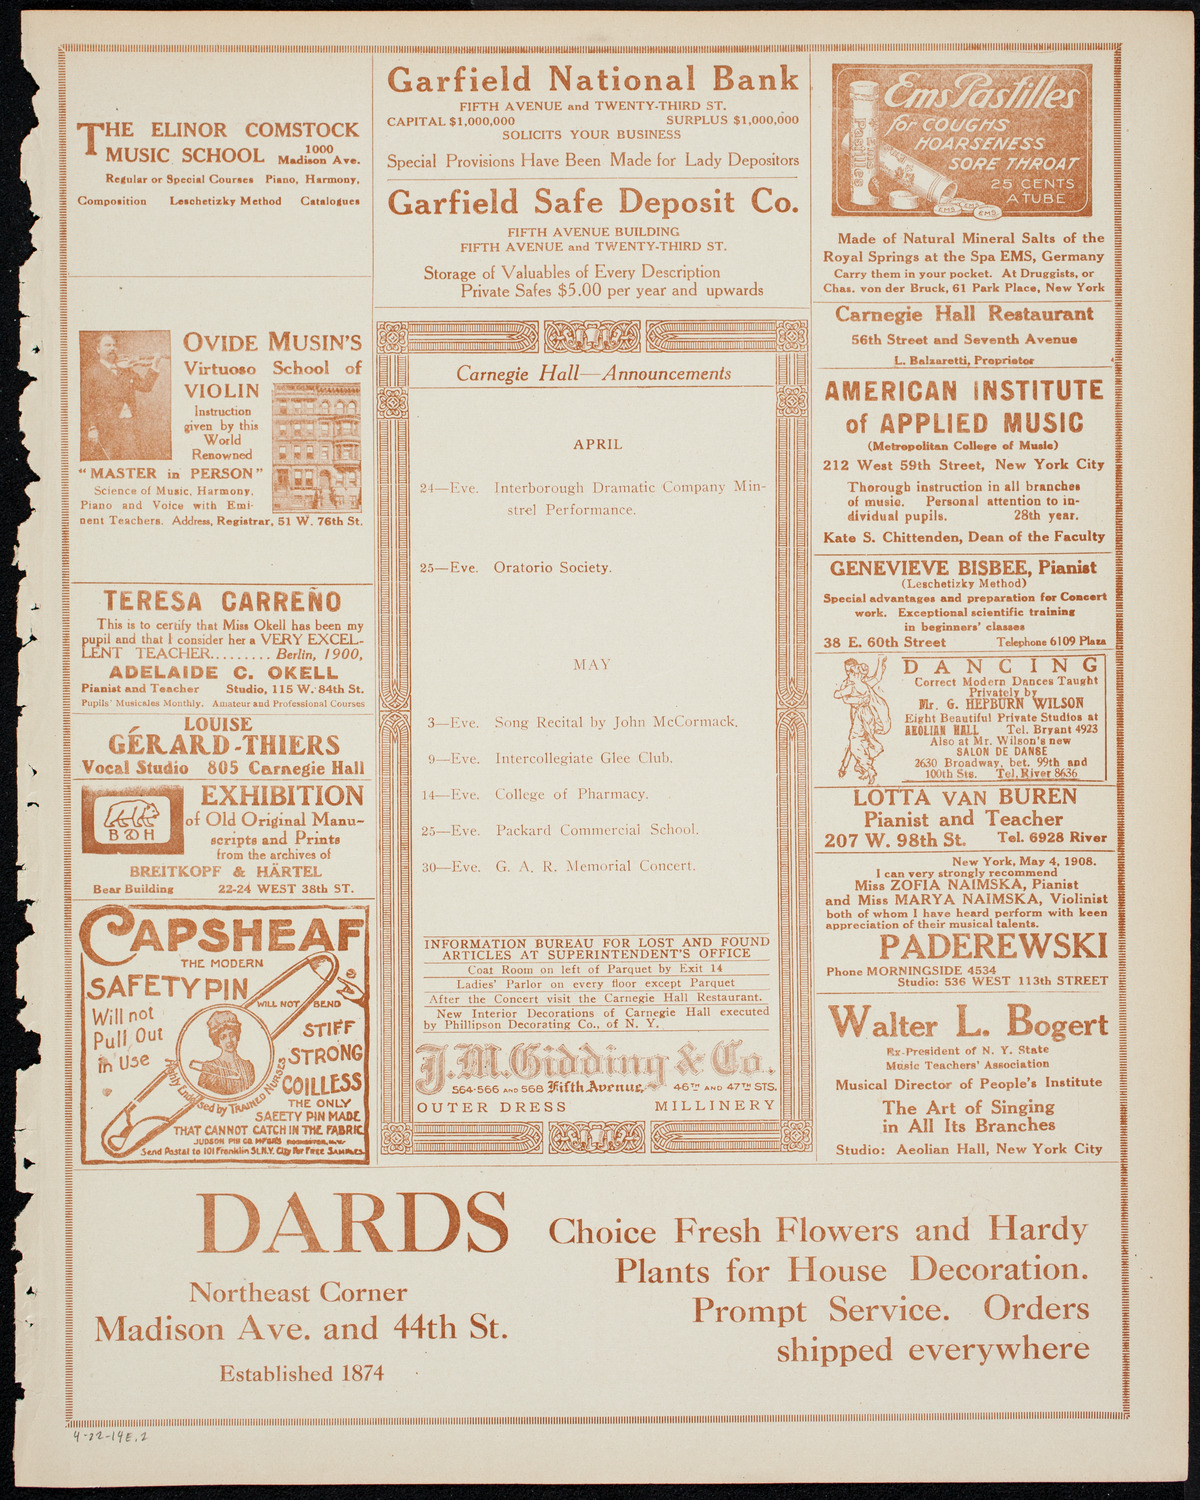 THE ELINOR COMSTOCK
MUSIC SCHOOL 1000 Madison Ave.
Regular or Special Courses Piano, Harmony,
Composition Leschetizky Method Catalogues
OVIDE MUSIN'S
Virtuoso School of
VIOLIN
Instruction
given by this
World
Renowned
"MASTER in PERSON"
Science of Music, Harmony,
Piano and Voice with Emi-
nent Teachers. Address, Registrar, 51 W. 76th St.
TERESA CARREÑO
This is to certify that Miss Okell has been my
pupil and that I consider her a VERY EXCEL-
LENT TEACHER......... Berlin, 1900,
ADELAIDE C. OKELL
Pianist and Teacher Studio, 115 W. 84th St.
Pupils' Musicales Monthly. Amateur and Professional Courses
LOUISE
GÉRARD-THIERS
Vocal Studio 805 Carnegie Hall
B & H
EXHIBITION
of Old Original Manu-
scripts and Prints
from the archives of
BREITKOPF & HÄRTEL
Bear Building 22-24 WEST 38th ST.
CAPSHEAF
THE MODERN
SAFETY PIN
WILL NOT BEND
Will not
Pull Out
in Use
STIFF
STRONG
COILLESS
Highly Endorsed by TRAINED NURSES
THE ONLY
SAFETY PIN MADE
THAT CANNOT CATCH IN THE FABRIC
JUDSON PIN CO. MFGRS. ROCHESTER, N.Y.
Send Postal to 101 Franklin St. N.Y. City for FREE SAMPLES.
Garfield National Bank
FIFTH AVENUE and TWENTY-THIRD ST.
CAPITAL $1,000,000 SURPLUS $1,000,000
SOLICITS YOUR BUSINESS
Special Provisions Have Been Made for Lady Depositors
Garfield Safe Deposit Co.
FIFTH AVENUE BUILDING
FIFTH AVENUE and TWENTY-THIRD ST.
Storage of Valuables of Every Description
Private Safes $5.00 per year and upwards
Carnegie Hall—Announcements
APRIL
24—Eve. Interborough Dramatic Company Min-
strel Performance.
25—Eve. Oratorio Society.
MAY
3—Eve. Song Recital by John McCormack.
9—Eve. Intercollegiate Glee Club.
14—Eve. College of Pharmacy.
25—Eve. Packard Commercial School.
30—Eve. G. A. R. Memorial Concert.
INFORMATION BUREAU FOR LOST AND FOUND
ARTICLES AT SUPERINTENDENT'S OFFICE
Coat Room on left of Parquet by Exit 14
Ladies' Parlor on every floor except Parquet
After the Concert visit the Carnegie Hall Restaurant.
New Interior Decorations of Carnegie Hall executed
by Phillipson Decorating Co., of N. Y.
J. M. Gidding & Co.
564-566 AND 568 Fifth Avenue, 46TH AND 47TH STS.
OUTER DRESS MILLINERY
Ems Pastilles
for COUGHS
HOARSENESS
SORE THROAT
25 CENTS
A TUBE
Ems Pastilles
EMS EMS
Made of Natural Mineral Salts of the
Royal Springs at the Spa EMS, Germany
Carry them in your pocket. At Druggists, or
Chas. von der Bruck, 61 Park Place, New York
Carnegie Hall Restaurant
56th Street and Seventh Avenue
L. Balzaretti, Proprietor
AMERICAN INSTITUTE
of APPLIED MUSIC
(Metropolitan College of Music)
212 West 59th Street, New York City
Thorough instruction in all branches
of music. Personal attention to in-
dividual pupils. 28th year.
Kate S. Chittenden, Dean of the Faculty
GENEVIEVE BISBEE, Pianist
(Leschetizky Method)
Special advantages and preparation for Concert
work. Exceptional scientific training
in beginners' classes
38 E. 60th Street Telephone 6109 Plaza
DANCING
Correct Modern Dances Taught
Privately by
Mr. G. HEPBURN WILSON
Eight Beautiful Private Studios at
AEOLIAN HALL Tel. Bryant 4923
Also at Mr. Wilson's new
SALON DE DANSE
2630 Broadway, bet. 99th and
100th Sts. Tel. River 8636
LOTTA VAN BUREN
Pianist and Teacher
207 W. 98th St. Tel. 6928 River
New York, May 4, 1908.
I can very strongly recommend
Miss ZOFIA NAIMSKA, Pianist
and Miss MARYA NAIMSKA, Violinist
both of whom I have heard perform with keen
appreciation of their musical talents.
PADEREWSKI
Phone MORNINGSIDE 4534
Studio: 536 WEST 113th STREET
Walter L. Bogert
Ex-President of N. Y. State
Music Teachers' Association
Musical Director of People's Institute
The Art of Singing
in All Its Branches
Studio: Aeolian Hall, New York City
DARDS
Northeast Corner
Madison Ave. and 44th St.
Established 1874
Choice Fresh Flowers and Hardy
Plants for House Decoration.
Prompt Service. Orders
shipped everywhere
4-22-14E.2